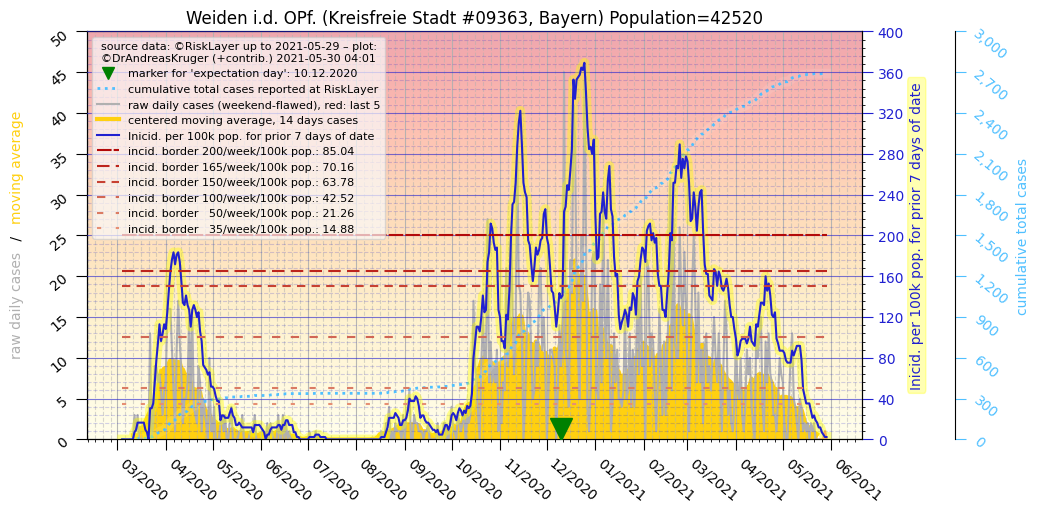 Weiden i.d. OPf. (Kreisfreie Stadt #09363, Bayern) Population=42520
source data: ©RiskLayer up to 2021-05-29 – plot:
©DrAndreasKruger (+contrib.) 2021-05-30 04:01
marker for 'expectation day': 10.12.2020
cumulative total cases reported at RiskLayer
raw daily cases (weekend-flawed), red: last 5
centered moving average, 14 days cases
Inicid. per 100k pop. for prior 7 days of date
incid. border 200/week/100k pop.: 85.04
incid. border 165/week/100k pop.: 70.16
incid. border 150/week/100k pop.: 63.78
incid. border 100/week/100k pop.: 42.52
incid. border 50/week/100k pop.: 21.26
incid. border 35/week/100k pop.: 14.88
raw daily cases / moving average
50
45
40
35
30
25
20
15
10
5
0
03/2020
04/2020
05/2020
06/2020
07/2020
08/2020
09/2020
10/2020
11/2020
12/2020
01/2021
02/2021
03/2021
04/2021
05/2021
06/2021
400
360
320
280
240
200
160
120
80
40
0
Inicid. per 100k pop. for prior 7 days of date
3,000
2,700
2,400
2,100
1,800
1,500
1,200
900
600
300
0
cumulative total cases